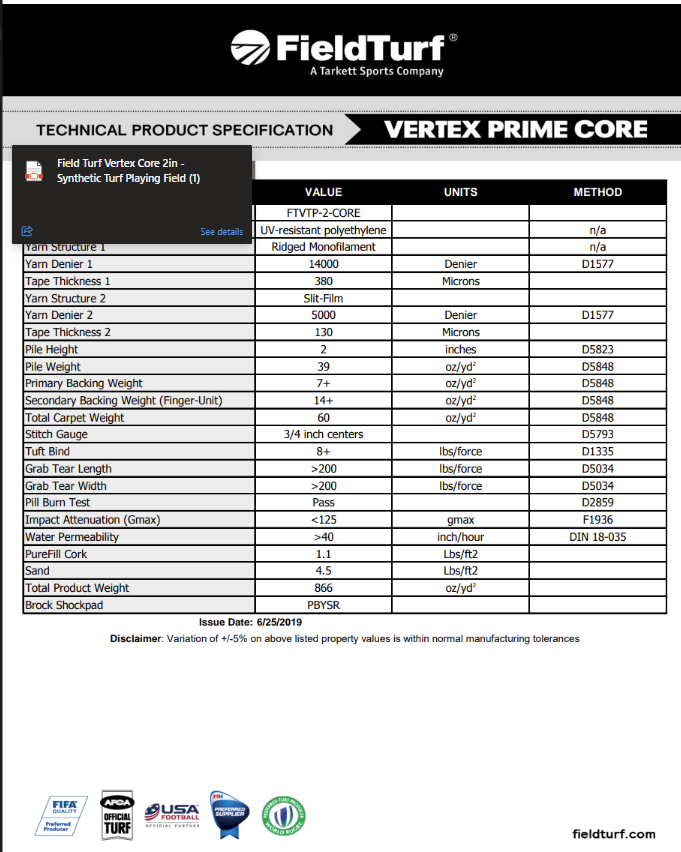 FieldTurf®
A Tarkett Sports Company
TECHNICAL PRODUCT SPECIFICATION
VERTEX PRIME CORE
Field Turf Vertex Core 2in -
Synthetic Turf Playing Field (1)
See details
VALUE UNITS METHOD
FTVTP-2-CORE
UV-resistant polyethylene n/a
Yarn Structure 1 Ridged Monofilament n/a
Yarn Denier 1 14000 Denier D1577
Tape Thickness 1 380 Microns
Yarn Structure 2 Slit-Film
Yarn Denier 2 5000 Denier D1577
Tape Thickness 2 130 Microns
Pile Height 2 inches D5823
Pile Weight 39 oz/yd² D5848
Primary Backing Weight 7+ oz/yd² D5848
Secondary Backing Weight (Finger-Unit) 14+ oz/yd² D5848
Total Carpet Weight 60 oz/yd² D5848
Stitch Gauge 3/4 inch centers D5793
Tuft Bind 8+ lbs/force D1335
Grab Tear Length >200 lbs/force D5034
Grab Tear Width >200 lbs/force D5034
Pill Burn Test Pass D2859
Impact Attenuation (Gmax) <125 gmax F1936
Water Permeability >40 inch/hour DIN 18-035
PureFill Cork 1.1 Lbs/ft2
Sand 4.5 Lbs/ft2
Total Product Weight 866 oz/yd²
Brock Shockpad PBYSR
Issue Date: 6/25/2019
Disclaimer: Variation of +/-5% on above listed property values is within normal manufacturing tolerances
FIFA
QUALITY
Preferred
Producer
AFCA
OFFICIAL
TURF
USA
FOOTBALL
OFFICIAL PARTNER
FIH
PREFERRED
SUPPLIER
PREFERRED TURF PRODUCER
WORLD RUGBY
fieldturf.com